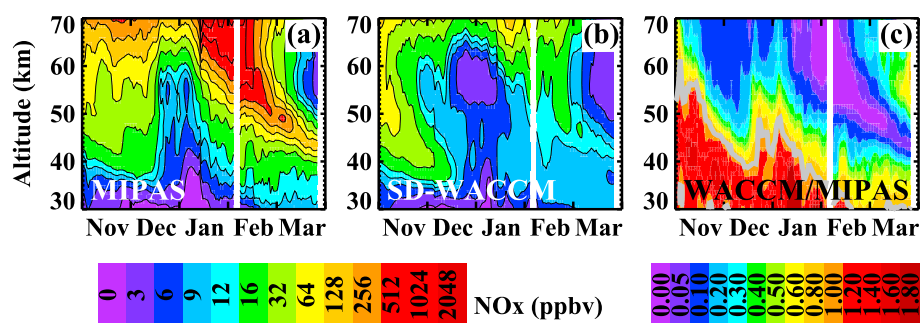 70 (a) 70 (b) 70 (c)
Altitude (km)
60 60 60
50 50 50
40 40 40
30 30 30
MIPAS SD-WACCM WACCM/MIPAS
Nov Dec Jan Feb Mar Nov Dec Jan Feb Mar Nov Dec Jan Feb Mar
0 3 6 9 12 16 32 64 128 256 512 1024 2048 NOx (ppbv)
0.00 0.05 0.10 0.20 0.30 0.40 0.50 0.60 0.80 1.00 1.20 1.40 1.60 1.80